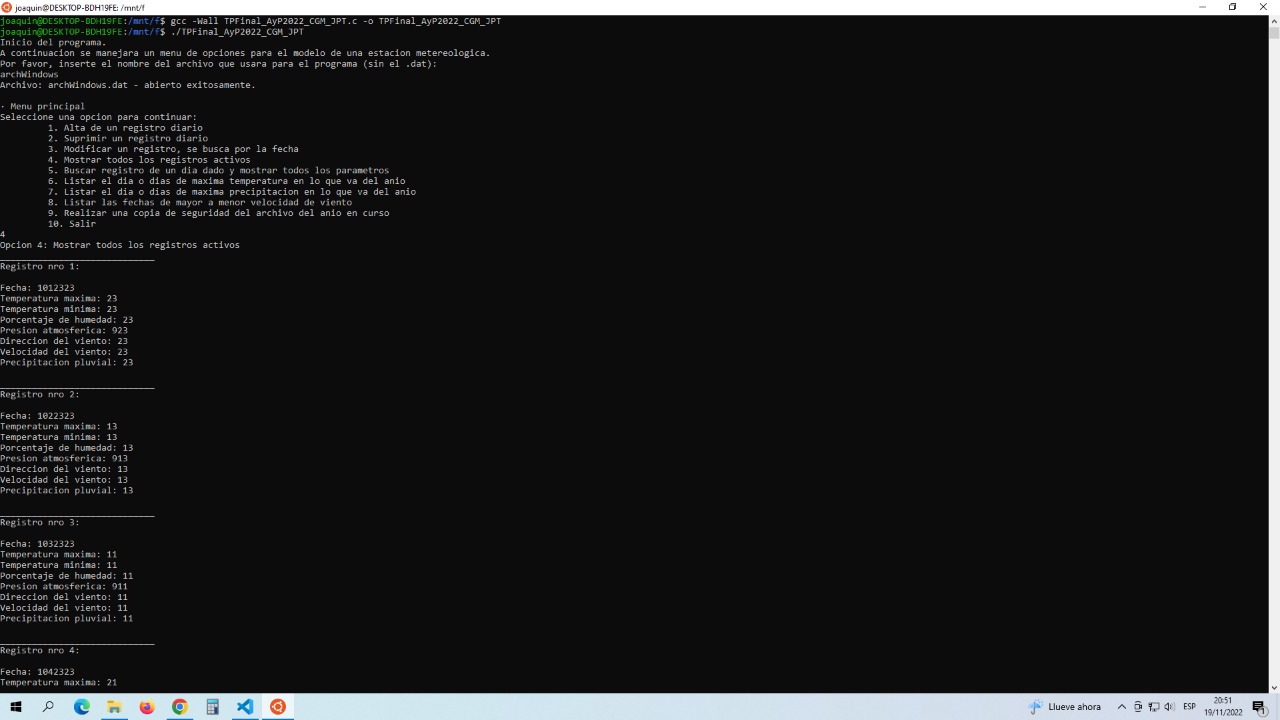 joaquin@DESKTOP-BDH19FE: /mnt/f
joaquin@DESKTOP-BDH19FE:/mnt/f$ gcc -Wall TPFinal_AyP2022_CGM_JPT.c -o TPFinal_AyP2022_CGM_JPT
joaquin@DESKTOP-BDH19FE:/mnt/f$ ./TPFinal_AyP2022_CGM_JPT
Inicio del programa.
A continuacion se manejara un menu de opciones para el modelo de una estacion metereologica.
Por favor, inserte el nombre del archivo que usara para el programa (sin el .dat):
archWindows
Archivo: archWindows.dat - abierto exitosamente.
· Menu principal
Seleccione una opcion para continuar:
1. Alta de un registro diario
2. Suprimir un registro diario
3. Modificar un registro, se busca por la fecha
4. Mostrar todos los registros activos
5. Buscar registro de un dia dado y mostrar todos los parametros
6. Listar el dia o dias de maxima temperatura en lo que va del anio
7. Listar el dia o dias de maxima precipitacion en lo que va del anio
8. Listar las fechas de mayor a menor velocidad de viento
9. Realizar una copia de seguridad del archivo del anio en curso
10. Salir
4
Opcion 4: Mostrar todos los registros activos
_____________________________
Registro nro 1:
Fecha: 1012323
Temperatura maxima: 23
Temperatura minima: 23
Porcentaje de humedad: 23
Presion atmosferica: 923
Direccion del viento: 23
Velocidad del viento: 23
Precipitacion pluvial: 23
_____________________________
Registro nro 2:
Fecha: 1022323
Temperatura maxima: 13
Temperatura minima: 13
Porcentaje de humedad: 13
Presion atmosferica: 913
Direccion del viento: 13
Velocidad del viento: 13
Precipitacion pluvial: 13
_____________________________
Registro nro 3:
Fecha: 1032323
Temperatura maxima: 11
Temperatura minima: 11
Porcentaje de humedad: 11
Presion atmosferica: 911
Direccion del viento: 11
Velocidad del viento: 11
Precipitacion pluvial: 11
_____________________________
Registro nro 4:
Fecha: 1042323
Temperatura maxima: 21
Llueve ahora
ESP
20:51
19/11/2022
1